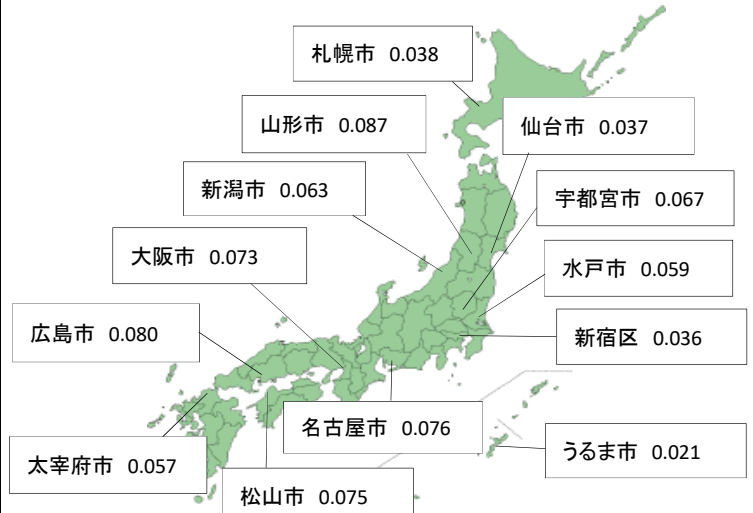 札幌市 0.038
山形市 0.087
仙台市 0.037
新潟市 0.063
宇都宮市 0.067
大阪市 0.073
水戸市 0.059
広島市 0.080
新宿区 0.036
名古屋市 0.076
太宰府市 0.057
うるま市 0.021
松山市 0.075